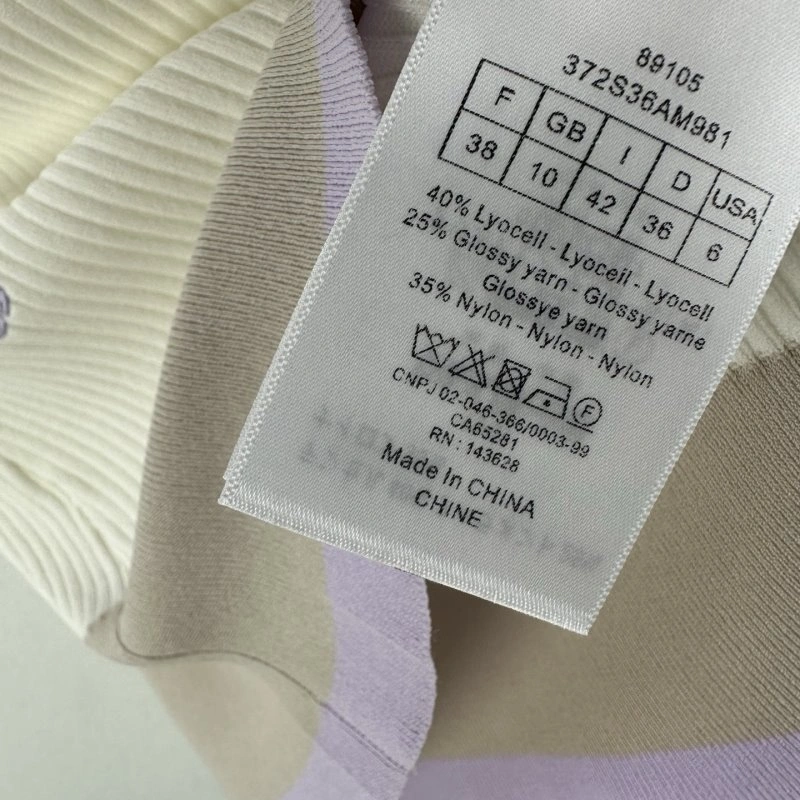 89105
372S36AM981
F GB I D USA
38 10 42 36 6
40% Lyocell - Lyocell - Lyocell
25% Glossy yarn - Glossy yarne
Glossye yarn
35% Nylon - Nylon - Nylon
F
CNPJ 02-046-366/0003-99
CA65281
RN : 143628
Made In CHINA
CHINE